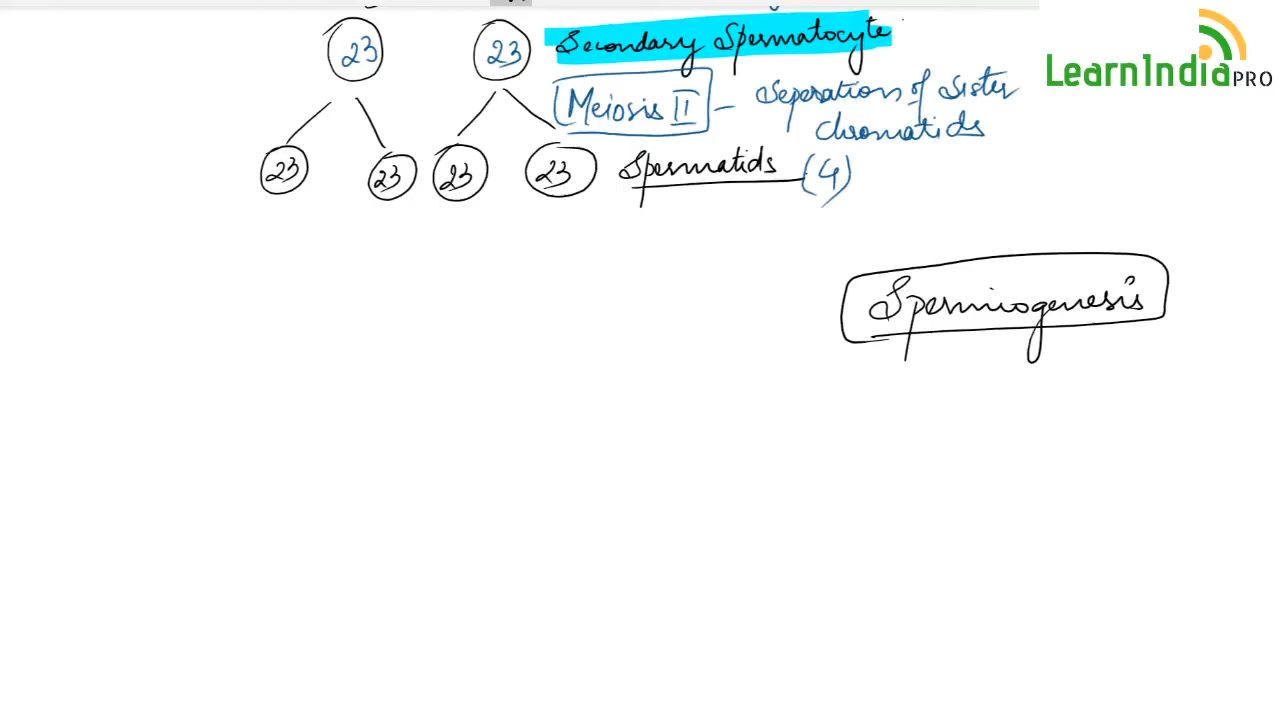 23 23 Secondary Spermatocyte
LearnIndia PRO
Meiosis II - Seperation of Sister
chromatids
23 23 23 23 Spermatids (4)
Spermiogenesis